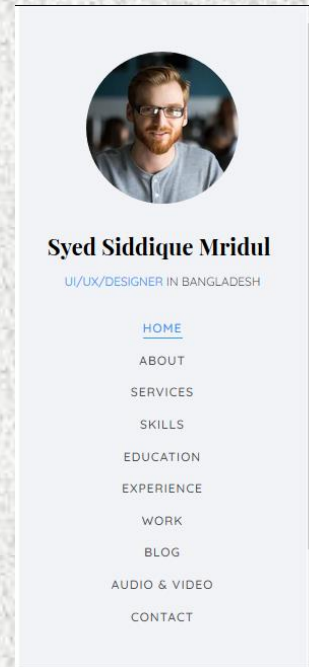 Syed Siddique Mridul
UI/UX/DESIGNER IN BANGLADESH
HOME
ABOUT
SERVICES
SKILLS
EDUCATION
EXPERIENCE
WORK
BLOG
AUDIO & VIDEO
CONTACT